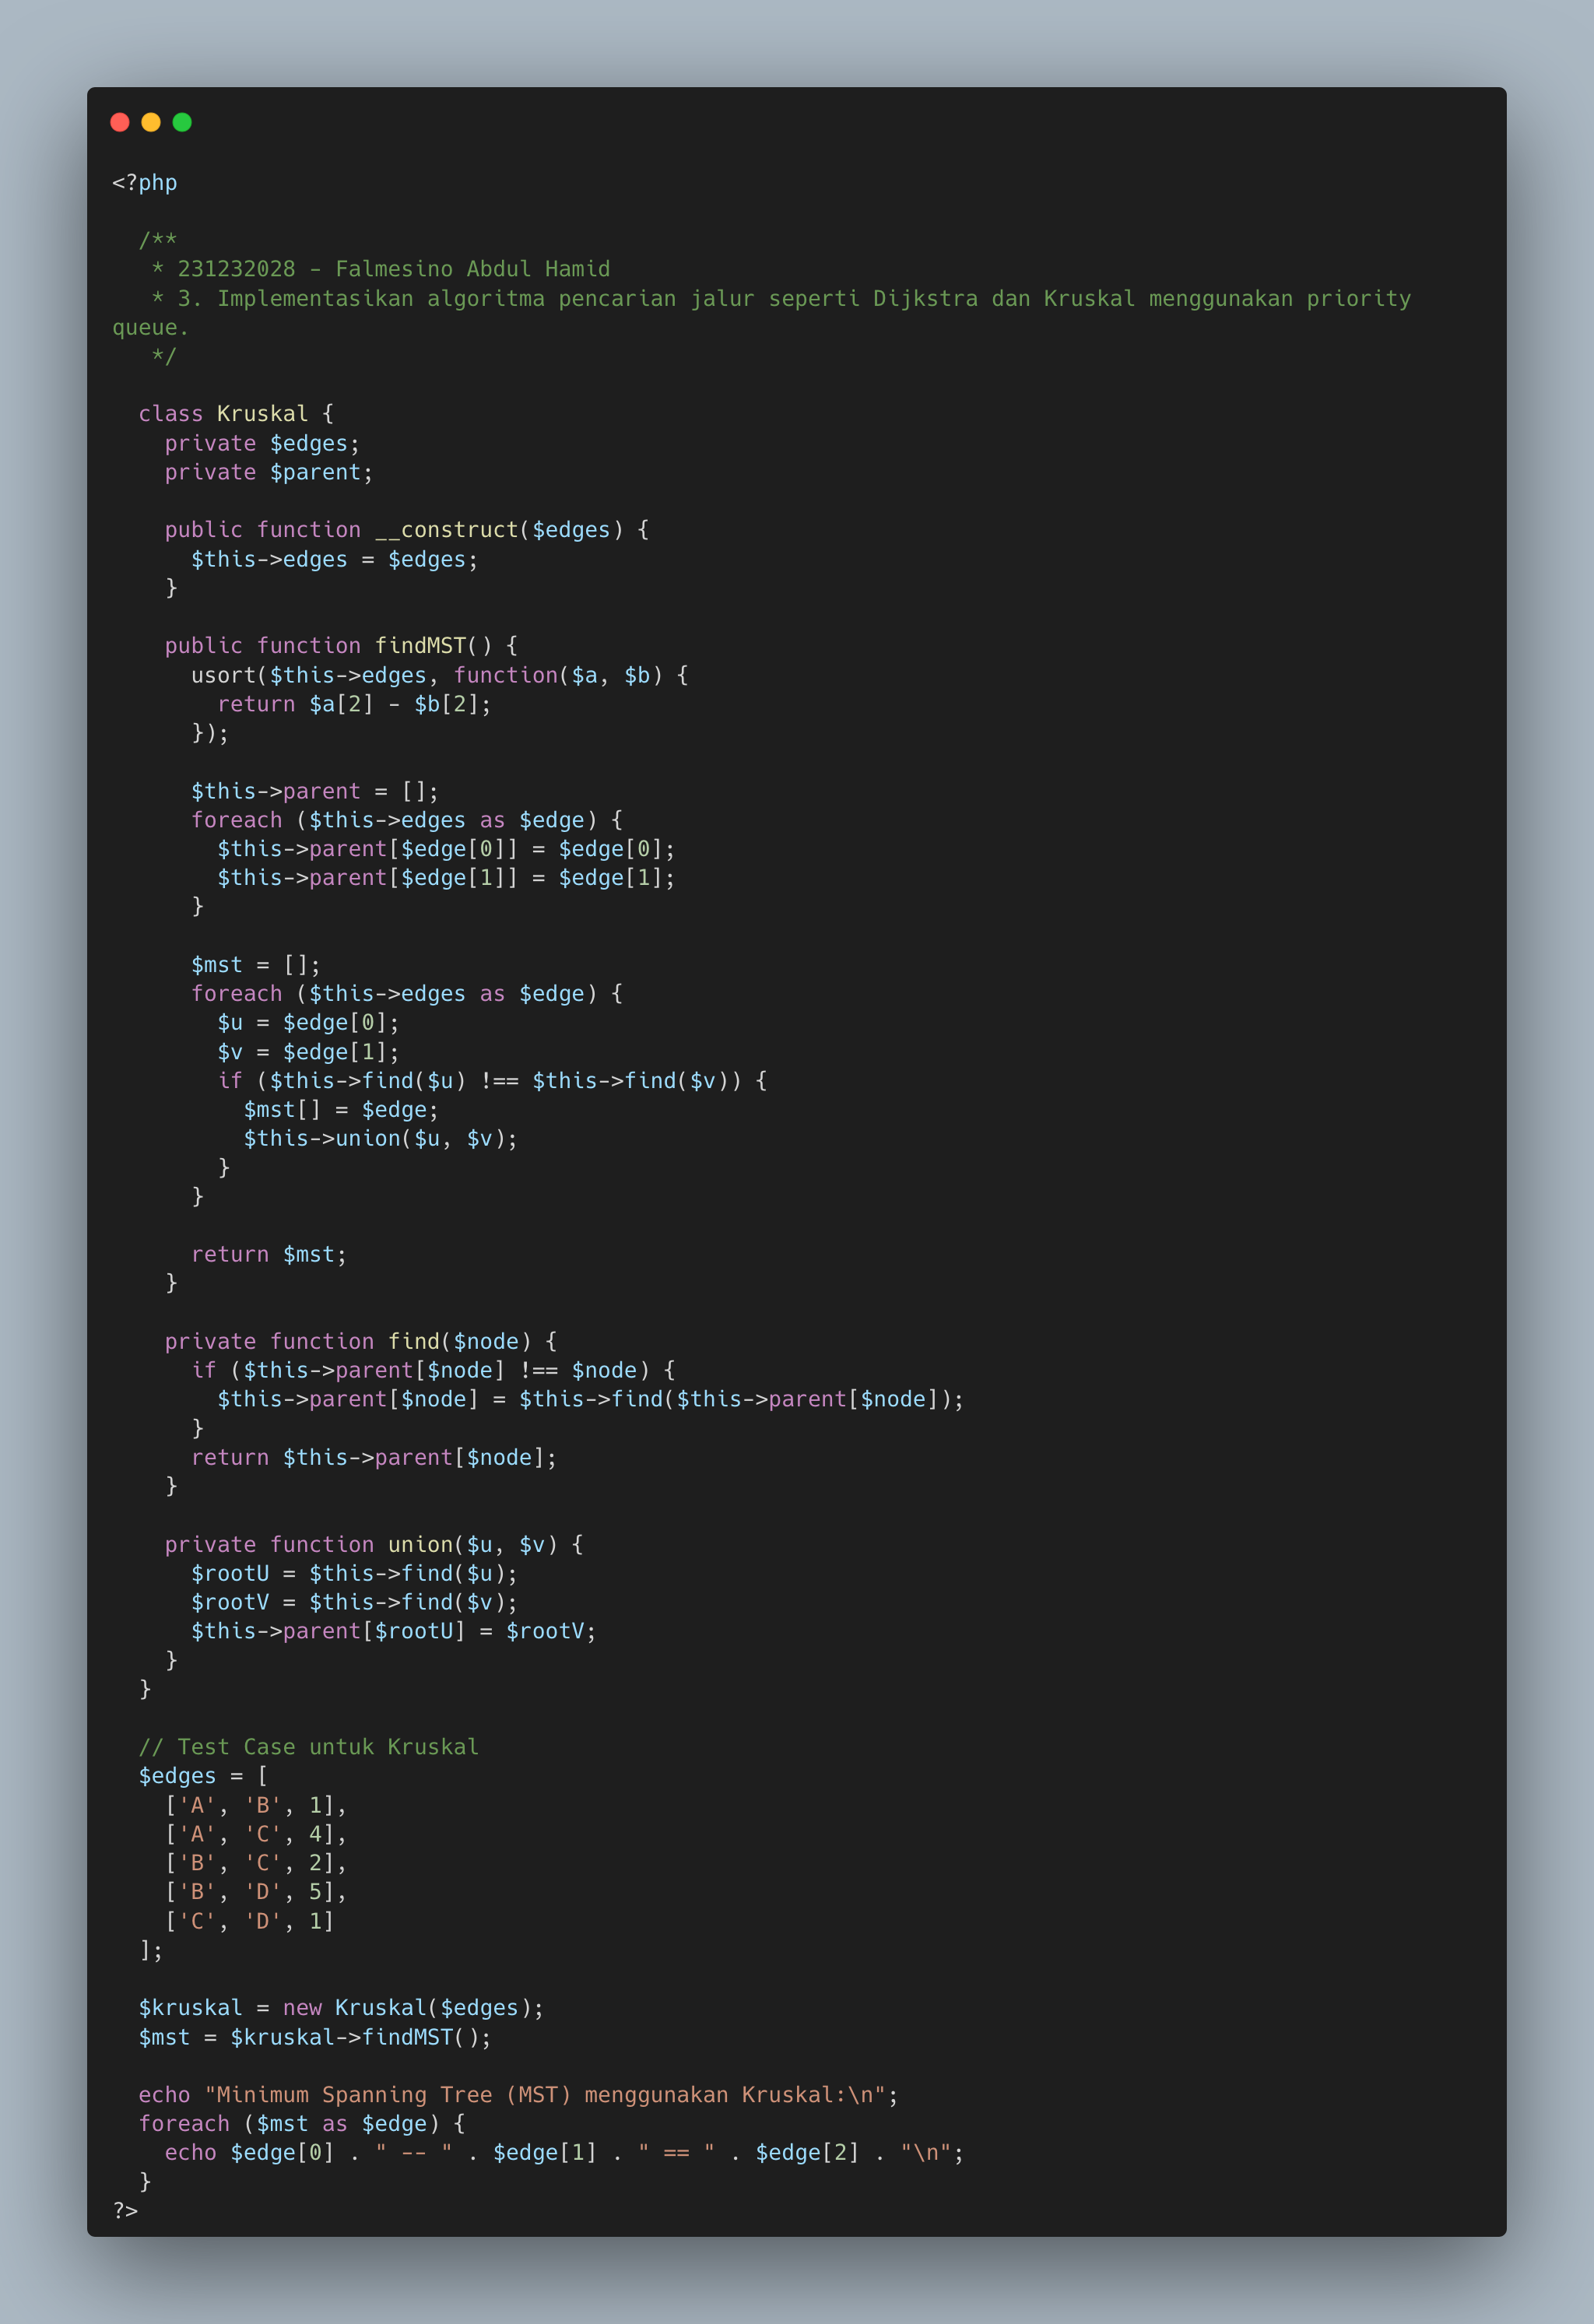 <?php

  /**
   * 231232028 - Falmesino Abdul Hamid
   * 3. Implementasikan algoritma pencarian jalur seperti Dijkstra dan Kruskal menggunakan priority
queue.
   */

  class Kruskal {
    private $edges;
    private $parent;

    public function __construct($edges) {
      $this->edges = $edges;
    }

    public function findMST() {
      usort($this->edges, function($a, $b) {
        return $a[2] - $b[2];
      });

      $this->parent = [];
      foreach ($this->edges as $edge) {
        $this->parent[$edge[0]] = $edge[0];
        $this->parent[$edge[1]] = $edge[1];
      }

      $mst = [];
      foreach ($this->edges as $edge) {
        $u = $edge[0];
        $v = $edge[1];
        if ($this->find($u) !== $this->find($v)) {
          $mst[] = $edge;
          $this->union($u, $v);
        }
      }

      return $mst;
    }

    private function find($node) {
      if ($this->parent[$node] !== $node) {
        $this->parent[$node] = $this->find($this->parent[$node]);
      }
      return $this->parent[$node];
    }

    private function union($u, $v) {
      $rootU = $this->find($u);
      $rootV = $this->find($v);
      $this->parent[$rootU] = $rootV;
    }
  }

  // Test Case untuk Kruskal
  $edges = [
    ['A', 'B', 1],
    ['A', 'C', 4],
    ['B', 'C', 2],
    ['B', 'D', 5],
    ['C', 'D', 1]
  ];

  $kruskal = new Kruskal($edges);
  $mst = $kruskal->findMST();

  echo "Minimum Spanning Tree (MST) menggunakan Kruskal:\n";
  foreach ($mst as $edge) {
    echo $edge[0] . " -- " . $edge[1] . " == " . $edge[2] . "\n";
  }
?>